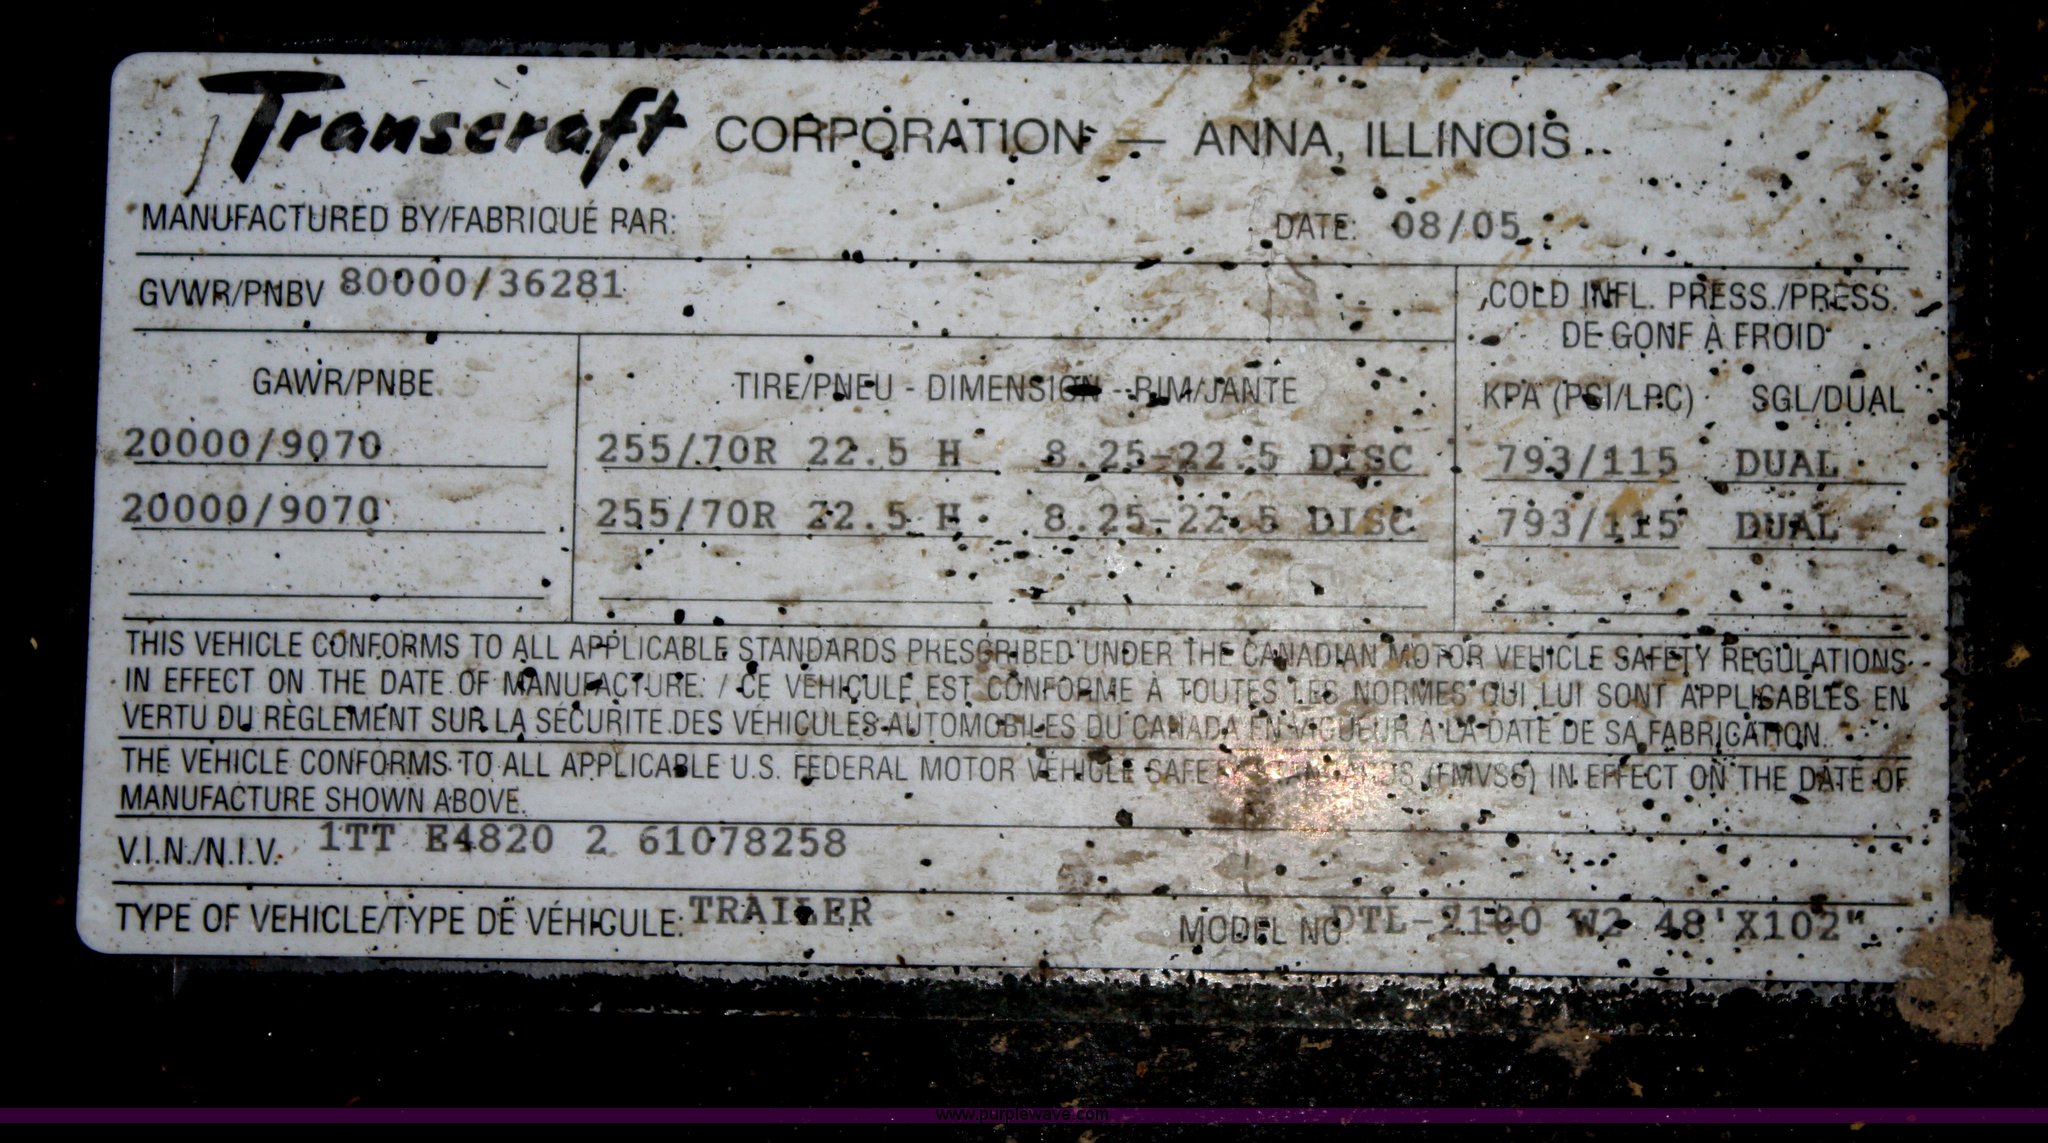 Transcraft CORPORATION — ANNA, ILLINOIS
MANUFACTURED BY/FABRIQUÉ PAR: DATE: 08/05
GVWR/PNBV 80000/36281
COLD INFL. PRESS./PRESS.
DE GONF À FROID
GAWR/PNBE TIRE/PNEU - DIMENSION - RIM/JANTE KPA (PSI/LPC) SGL/DUAL
20000/9070 255/70R 22.5 H 8.25-22.5 DISC 793/115 DUAL
20000/9070 255/70R 22.5 H 8.25-22.5 DISC 793/115 DUAL
THIS VEHICLE CONFORMS TO ALL APPLICABLE STANDARDS PRESCRIBED UNDER THE CANADIAN MOTOR VEHICLE SAFETY REGULATIONS
IN EFFECT ON THE DATE OF MANUFACTURE. / CE VÉHICULE EST CONFORME À TOUTES LES NORMES QUI LUI SONT APPLICABLES EN
VERTU DU RÈGLEMENT SUR LA SÉCURITÉ DES VÉHICULES AUTOMOBILES DU CANADA EN VIGUEUR A LA DATE DE SA FABRICATION.
THE VEHICLE CONFORMS TO ALL APPLICABLE U.S. FEDERAL MOTOR VEHICLE SAFETY STANDARDS (FMVSS) IN EFFECT ON THE DATE OF
MANUFACTURE SHOWN ABOVE.
V.I.N./N.I.V. 1TT E4820 2 61078258
TYPE OF VEHICLE/TYPE DE VÉHICULE: TRAILER MODEL NO. DTL-2100 W2 48'X102"
www.purplewave.com